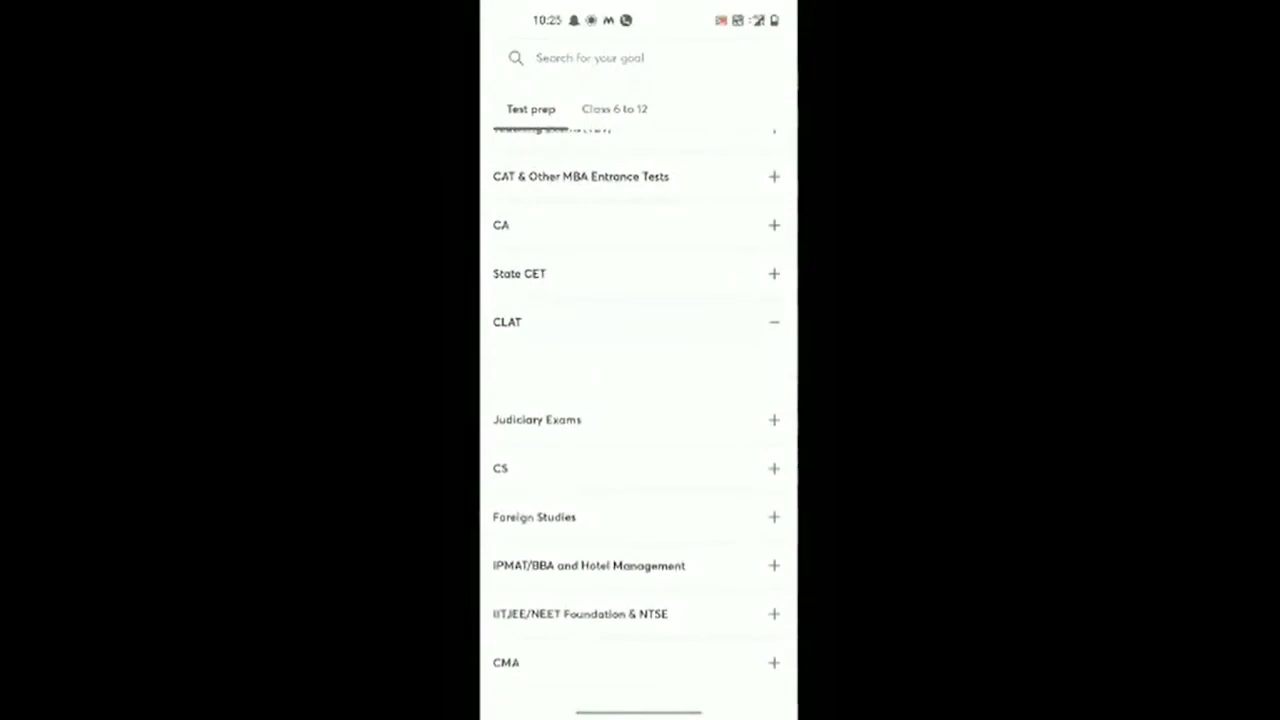 10:25
Search for your goal
Test prep Class 6 to 12
CAT & Other MBA Entrance Tests
CA
State CET
CLAT
Judiciary Exams
CS
Foreign Studies
IPMAT/BBA and Hotel Management
IITJEE/NEET Foundation & NTSE
CMA